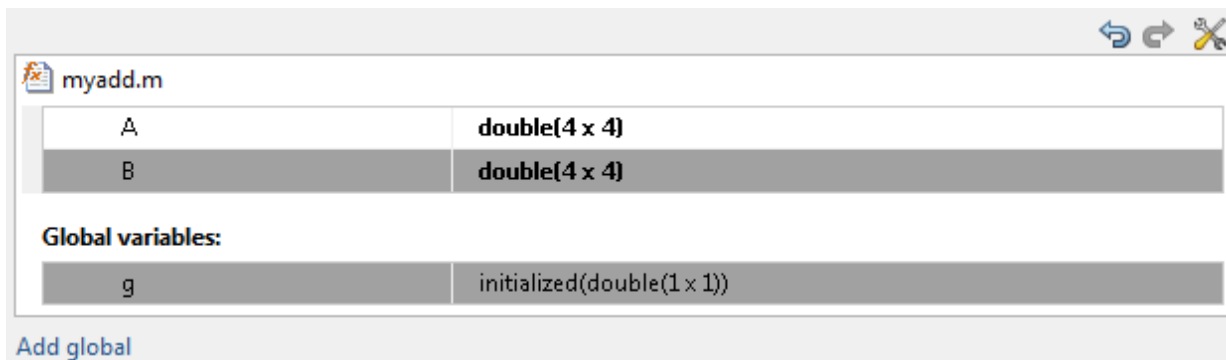 myadd.m
A double(4 x 4)
B double(4 x 4)
Global variables:
g initialized(double(1 x 1))
Add global